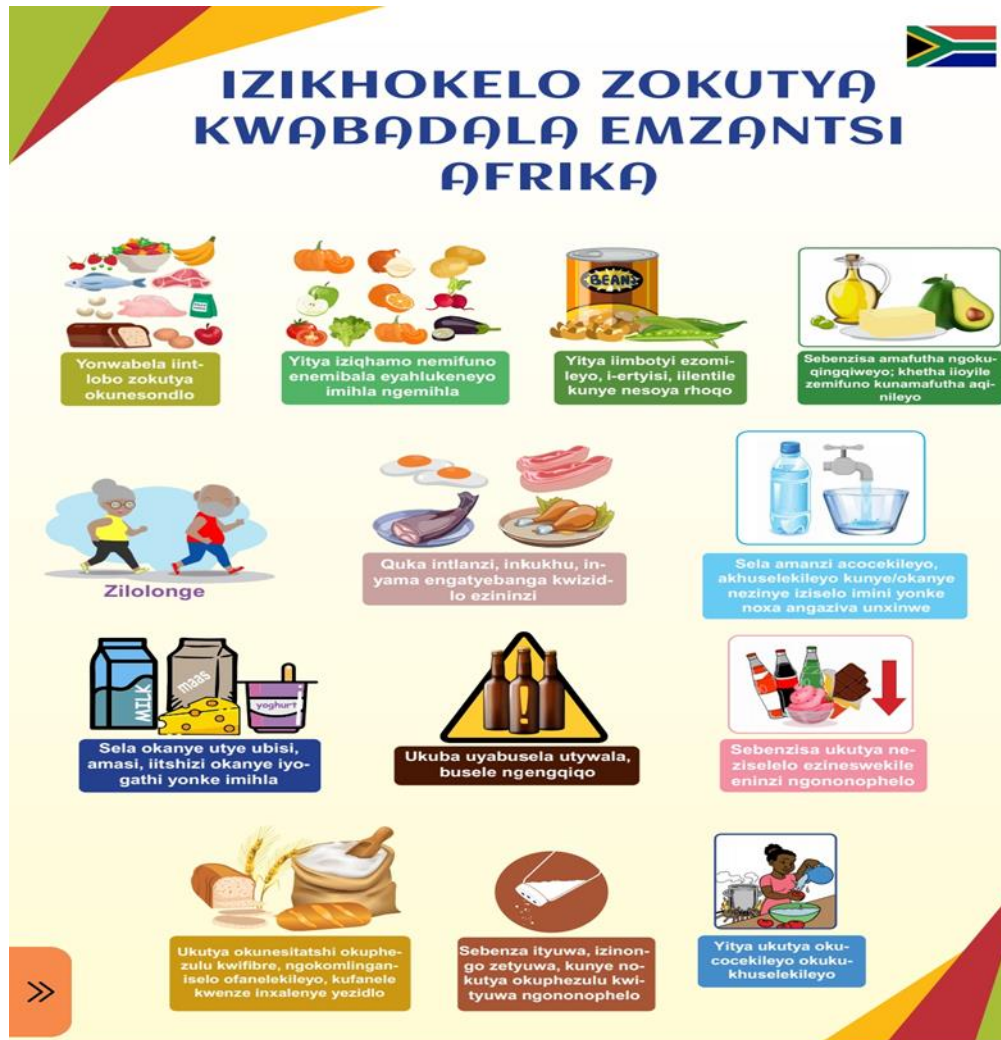 IZIKHOKELO ZOKUTYA
KWABADALA EMZANTSI
AFRIKA
BEANS
Yonwabela iint-
lobo zokutya
okunesondlo
Yitya iziqhamo nemifuno
enemibala eyahlukeneyo
imihla ngemihla
Yitya iimbotyi ezomi-
leyo, i-ertyisi, iilentile
kunye nesoya rhoqo
Sebenzisa amafutha ngoku-
qingqiweyo; khetha iioyile
zemifuno kunamafutha aqi-
nileyo
Zilolonge
Quka intlanzi, inkukhu, in-
yama engatyebanga kwizid-
lo ezininzi
Sela amanzi acocekileyo,
akhuselekileyo kunye/okanye
nezinye iziselo imini yonke
noxa angaziva unxinwe
MILK
maas
yoghurt
Sela okanye utye ubisi,
amasi, iitshizi okanye iyo-
gathi yonke imihla
Ukuba uyabusela utywala,
busele ngengqiqo
Sebenzisa ukutya ne-
ziselelo ezineswekile
eninzi ngononophelo
Ukutya okunesitatshi okuphe-
zulu kwifibre, ngokomlingan-
iselo ofanelekileyo, kufanele
kwenze inxalenye yezidlo
Sebenza ityuwa, izinon-
go zetyuwa, kunye no-
kutya okuphezulu kwi-
tyuwa ngononophelo
Yitya ukutya oku-
cocekileyo okuku-
khuselekileyo